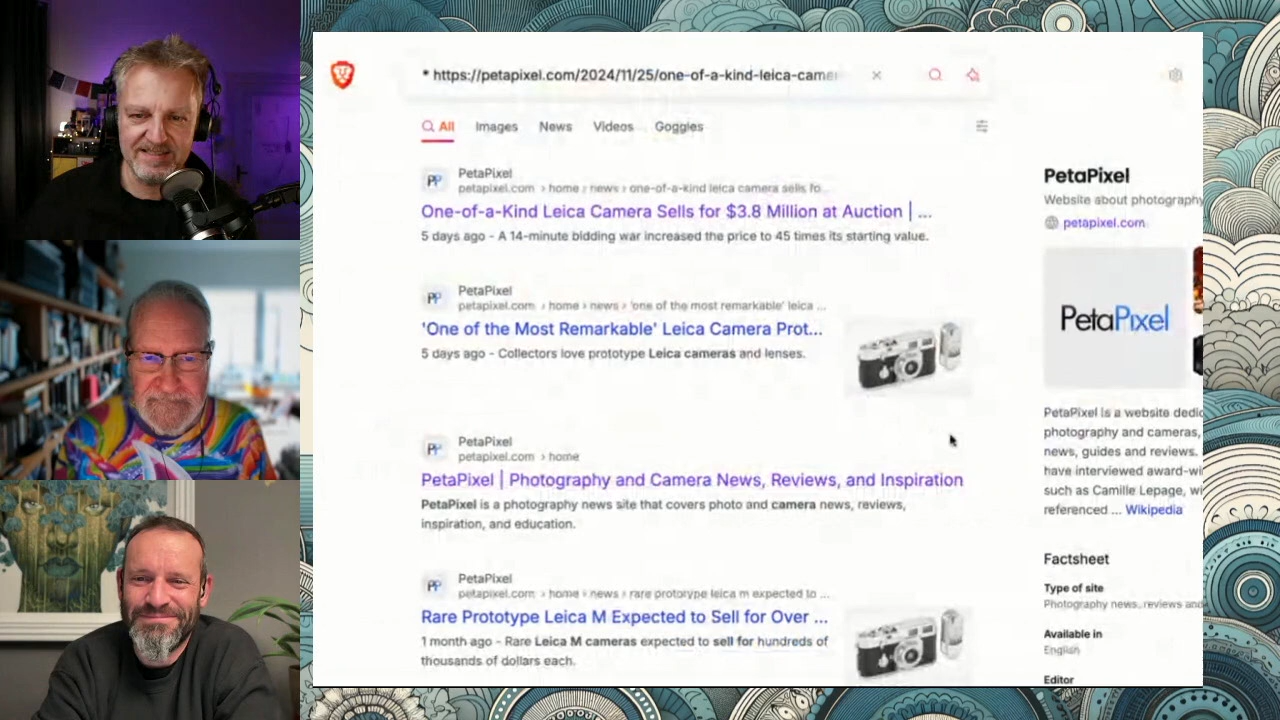 * https://petapixel.com/2024/11/25/one-of-a-kind-leica-came
All Images News Videos Goggles
PetaPixel
petapixel.com › home › news › one-of-a-kind leica camera sells fo...
One-of-a-Kind Leica Camera Sells for $3.8 Million at Auction | ...
5 days ago - A 14-minute bidding war increased the price to 45 times its starting value.
PetaPixel
petapixel.com › home › news › 'one of the most remarkable' leica ...
'One of the Most Remarkable' Leica Camera Prot...
5 days ago - Collectors love prototype Leica cameras and lenses.
PetaPixel
petapixel.com › home
PetaPixel | Photography and Camera News, Reviews, and Inspiration
PetaPixel is a photography news site that covers photo and camera news, reviews,
inspiration, and education.
PetaPixel
petapixel.com › home › news › rare prototype leica m expected to ...
Rare Prototype Leica M Expected to Sell for Over ...
1 month ago - Rare Leica M cameras expected to sell for hundreds of
thousands of dollars each.
PetaPixel
Website about photography
petapixel.com
PetaPixel
PetaPixel is a website dedic
photography and cameras,
news, guides and reviews.
have interviewed award-wi
such as Camille Lepage, wi
referenced ... Wikipedia
Factsheet
Type of site
Photography news, reviews and
Available in
English
Editor